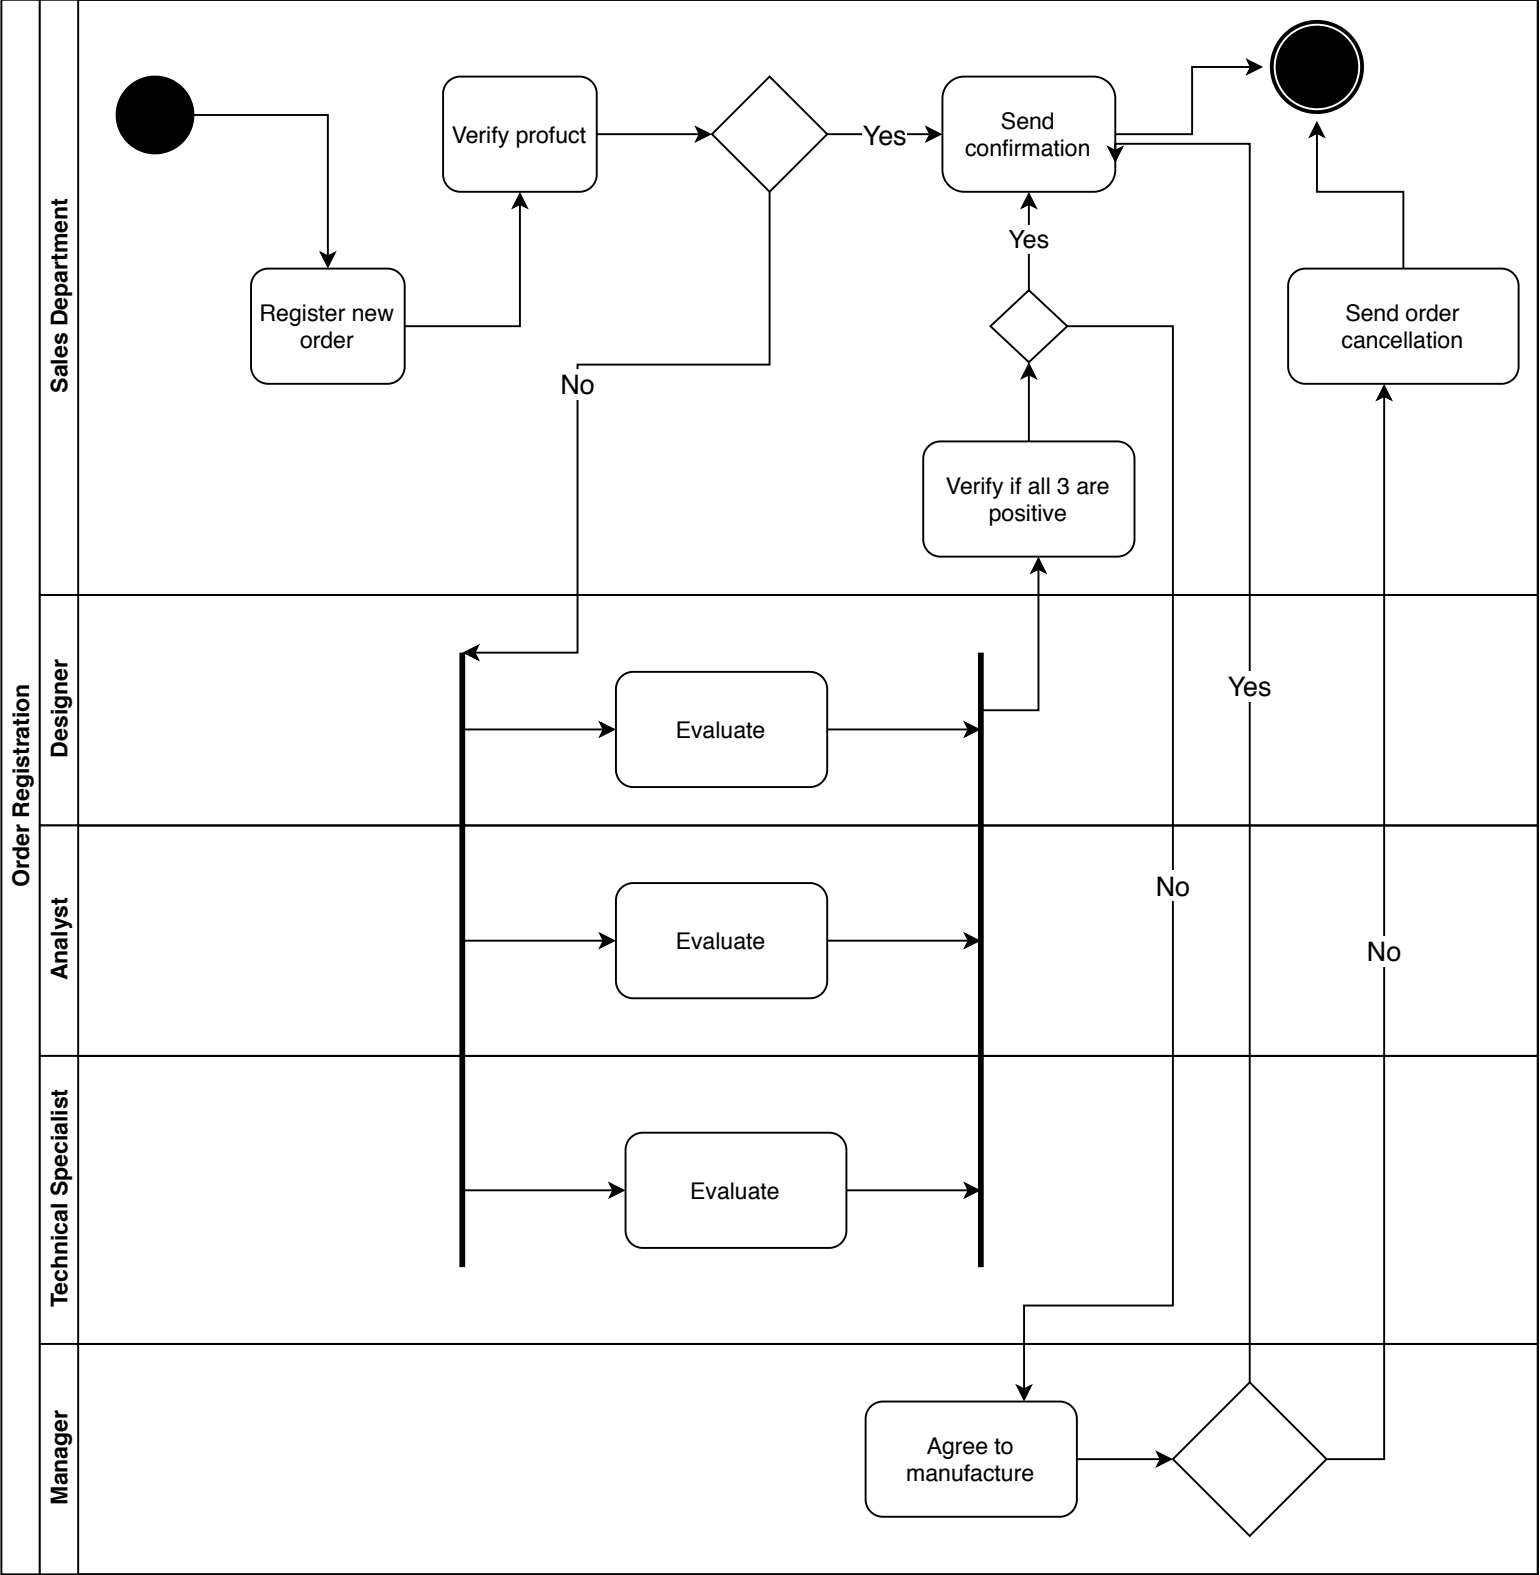 Order Registration
Sales Department
Verify profuct
Yes
Send
confirmation
Yes
Register new
order
Send order
cancellation
No
Verify if all 3 are
positive
Designer
Evaluate
Yes
Analyst
Evaluate
No
No
Technical Specialist
Evaluate
Manager
Agree to
manufacture